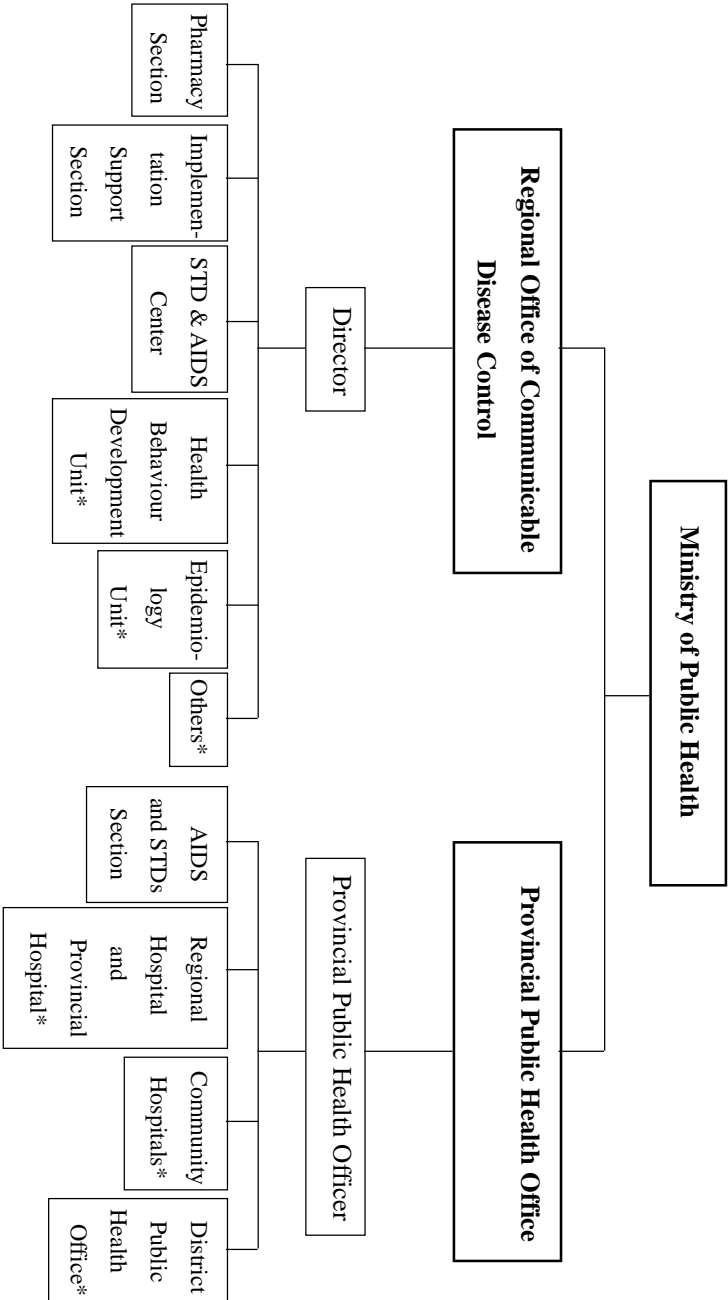 Ministry of Public Health
Regional Office of Communicable
Disease Control
Provincial Public Health Office
Director
Provincial Public Health Officer
Pharmacy
Section
Implemen-
tation
Support
Section
STD & AIDS
Center
Health
Behaviour
Development
Unit*
Epidemio-
logy
Unit*
Others*
AIDS
and STDs
Section
Regional
Hospital
and
Provincial
Hospital*
Community
Hospitals*
District
Public
Health
Office*